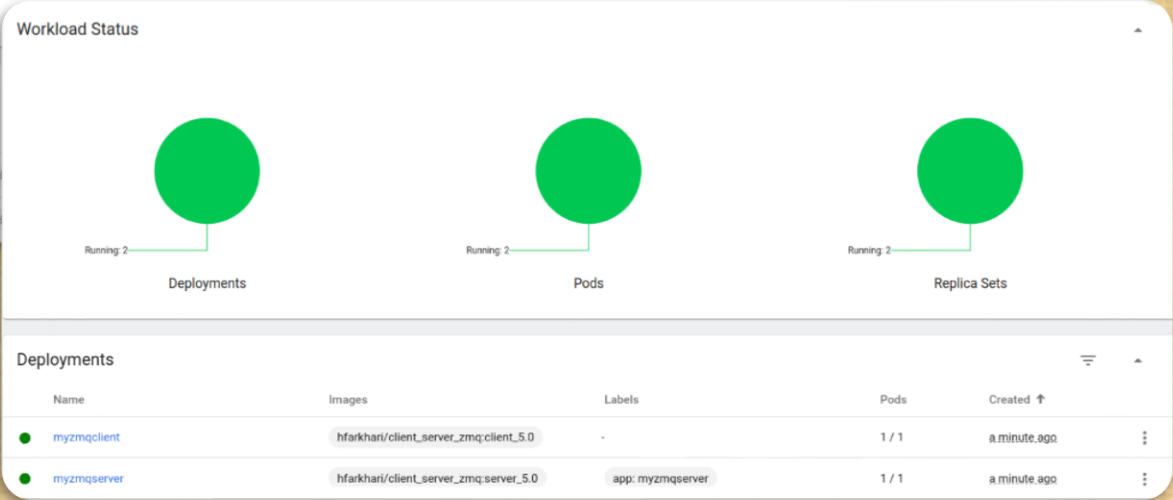 Workload Status
Running: 2 Running: 2 Running: 2
Deployments Pods Replica Sets
Deployments
Name Images Labels Pods Created
myzmqclient hfarkhari/client_server_zmq:client_5.0 - 1 / 1 a minute ago
myzmqserver hfarkhari/client_server_zmq:server_5.0 app: myzmqserver 1 / 1 a minute ago